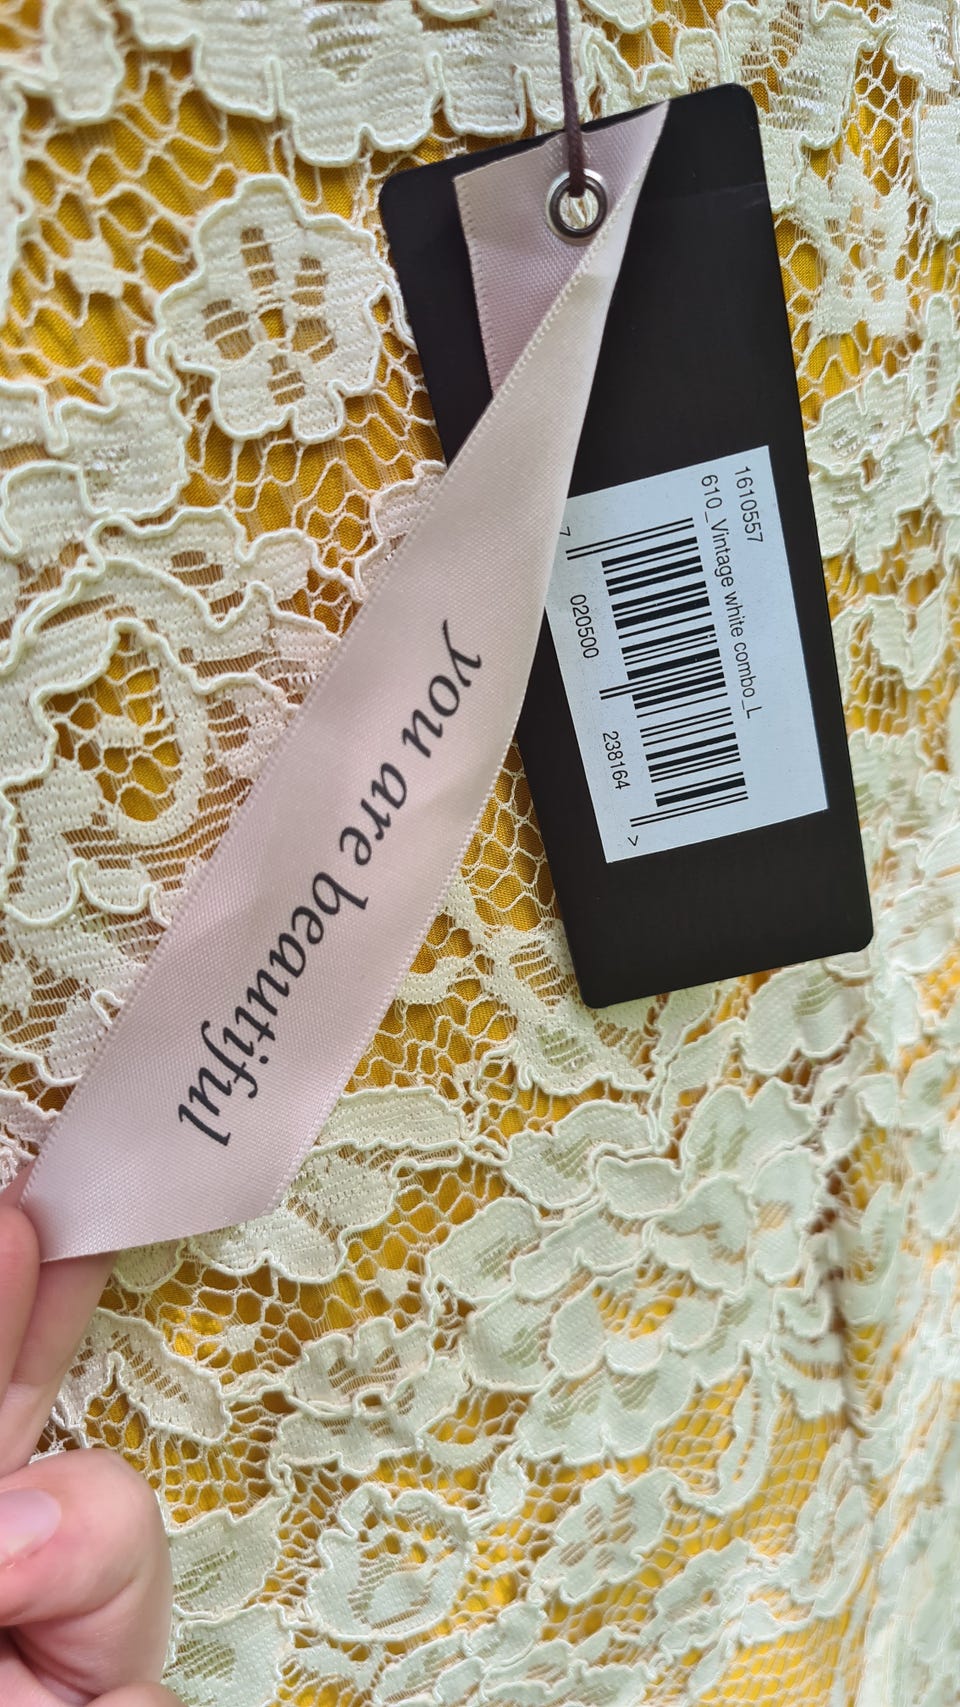 you are beautiful
1610557
610_Vintage white combo_L
7 020500 238164 >